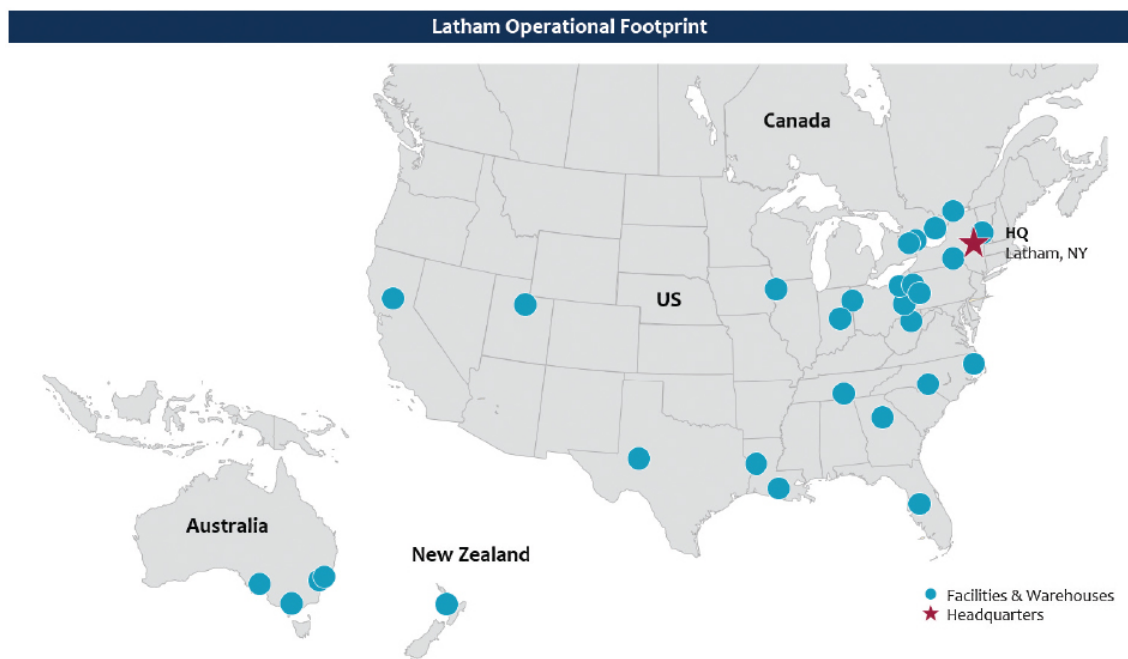 Latham Operational Footprint
Canada
HQ
Latham, NY
US
Australia
New Zealand
Facilities & Warehouses
Headquarters